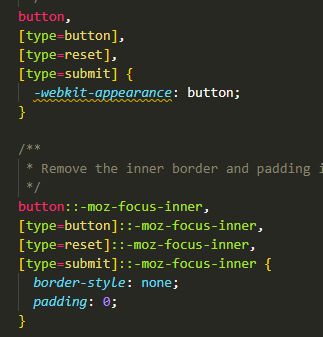 button,
[type=button],
[type=reset],
[type=submit] {
  -webkit-appearance: button;
}
/**
 * Remove the inner border and padding i
 */
button::-moz-focus-inner,
[type=button]::-moz-focus-inner,
[type=reset]::-moz-focus-inner,
[type=submit]::-moz-focus-inner {
  border-style: none;
  padding: 0;
}